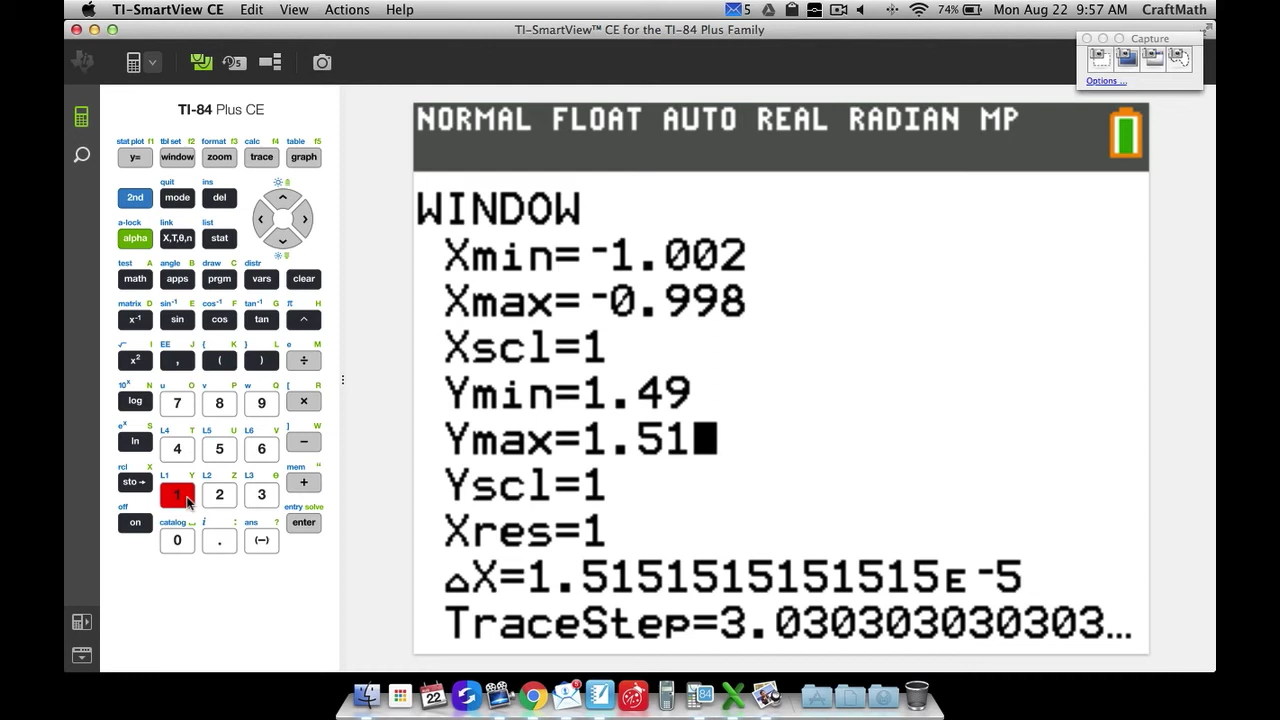 TI-SmartView CE Edit View Actions Help 5 74% Mon Aug 22 9:57 AM CraftMath
TI-SmartView™ CE for the TI-84 Plus Family
Capture
Options ...
TI-84 Plus CE
stat plot f1 tbl set f2 format f3 calc f4 table f5
y= window zoom trace graph
quit ins
2nd mode del
a-lock link list
alpha X,T,θ,n stat
test A angle B draw C distr
math apps prgm vars clear
matrix D sin⁻¹ E cos⁻¹ F tan⁻¹ G π H
x⁻¹ sin cos tan ^
√ I EE J { K } L e M
x² , ( ) ÷
10ˣ N u O v P w Q [ R
log 7 8 9 ×
eˣ S L4 T L5 U L6 V ] W
ln 4 5 6 −
rcl X L1 Y L2 Z L3 θ mem "
sto→ 1 2 3 +
off catalog i : ans ? entry solve
on 0 . (−) enter
NORMAL FLOAT AUTO REAL RADIAN MP
WINDOW
Xmin=-1.002
Xmax=-0.998
Xscl=1
Ymin=1.49
Ymax=1.51
Yscl=1
Xres=1
△X=1.5151515151515ᴇ-5
TraceStep=3.030303030303...
22
5
84